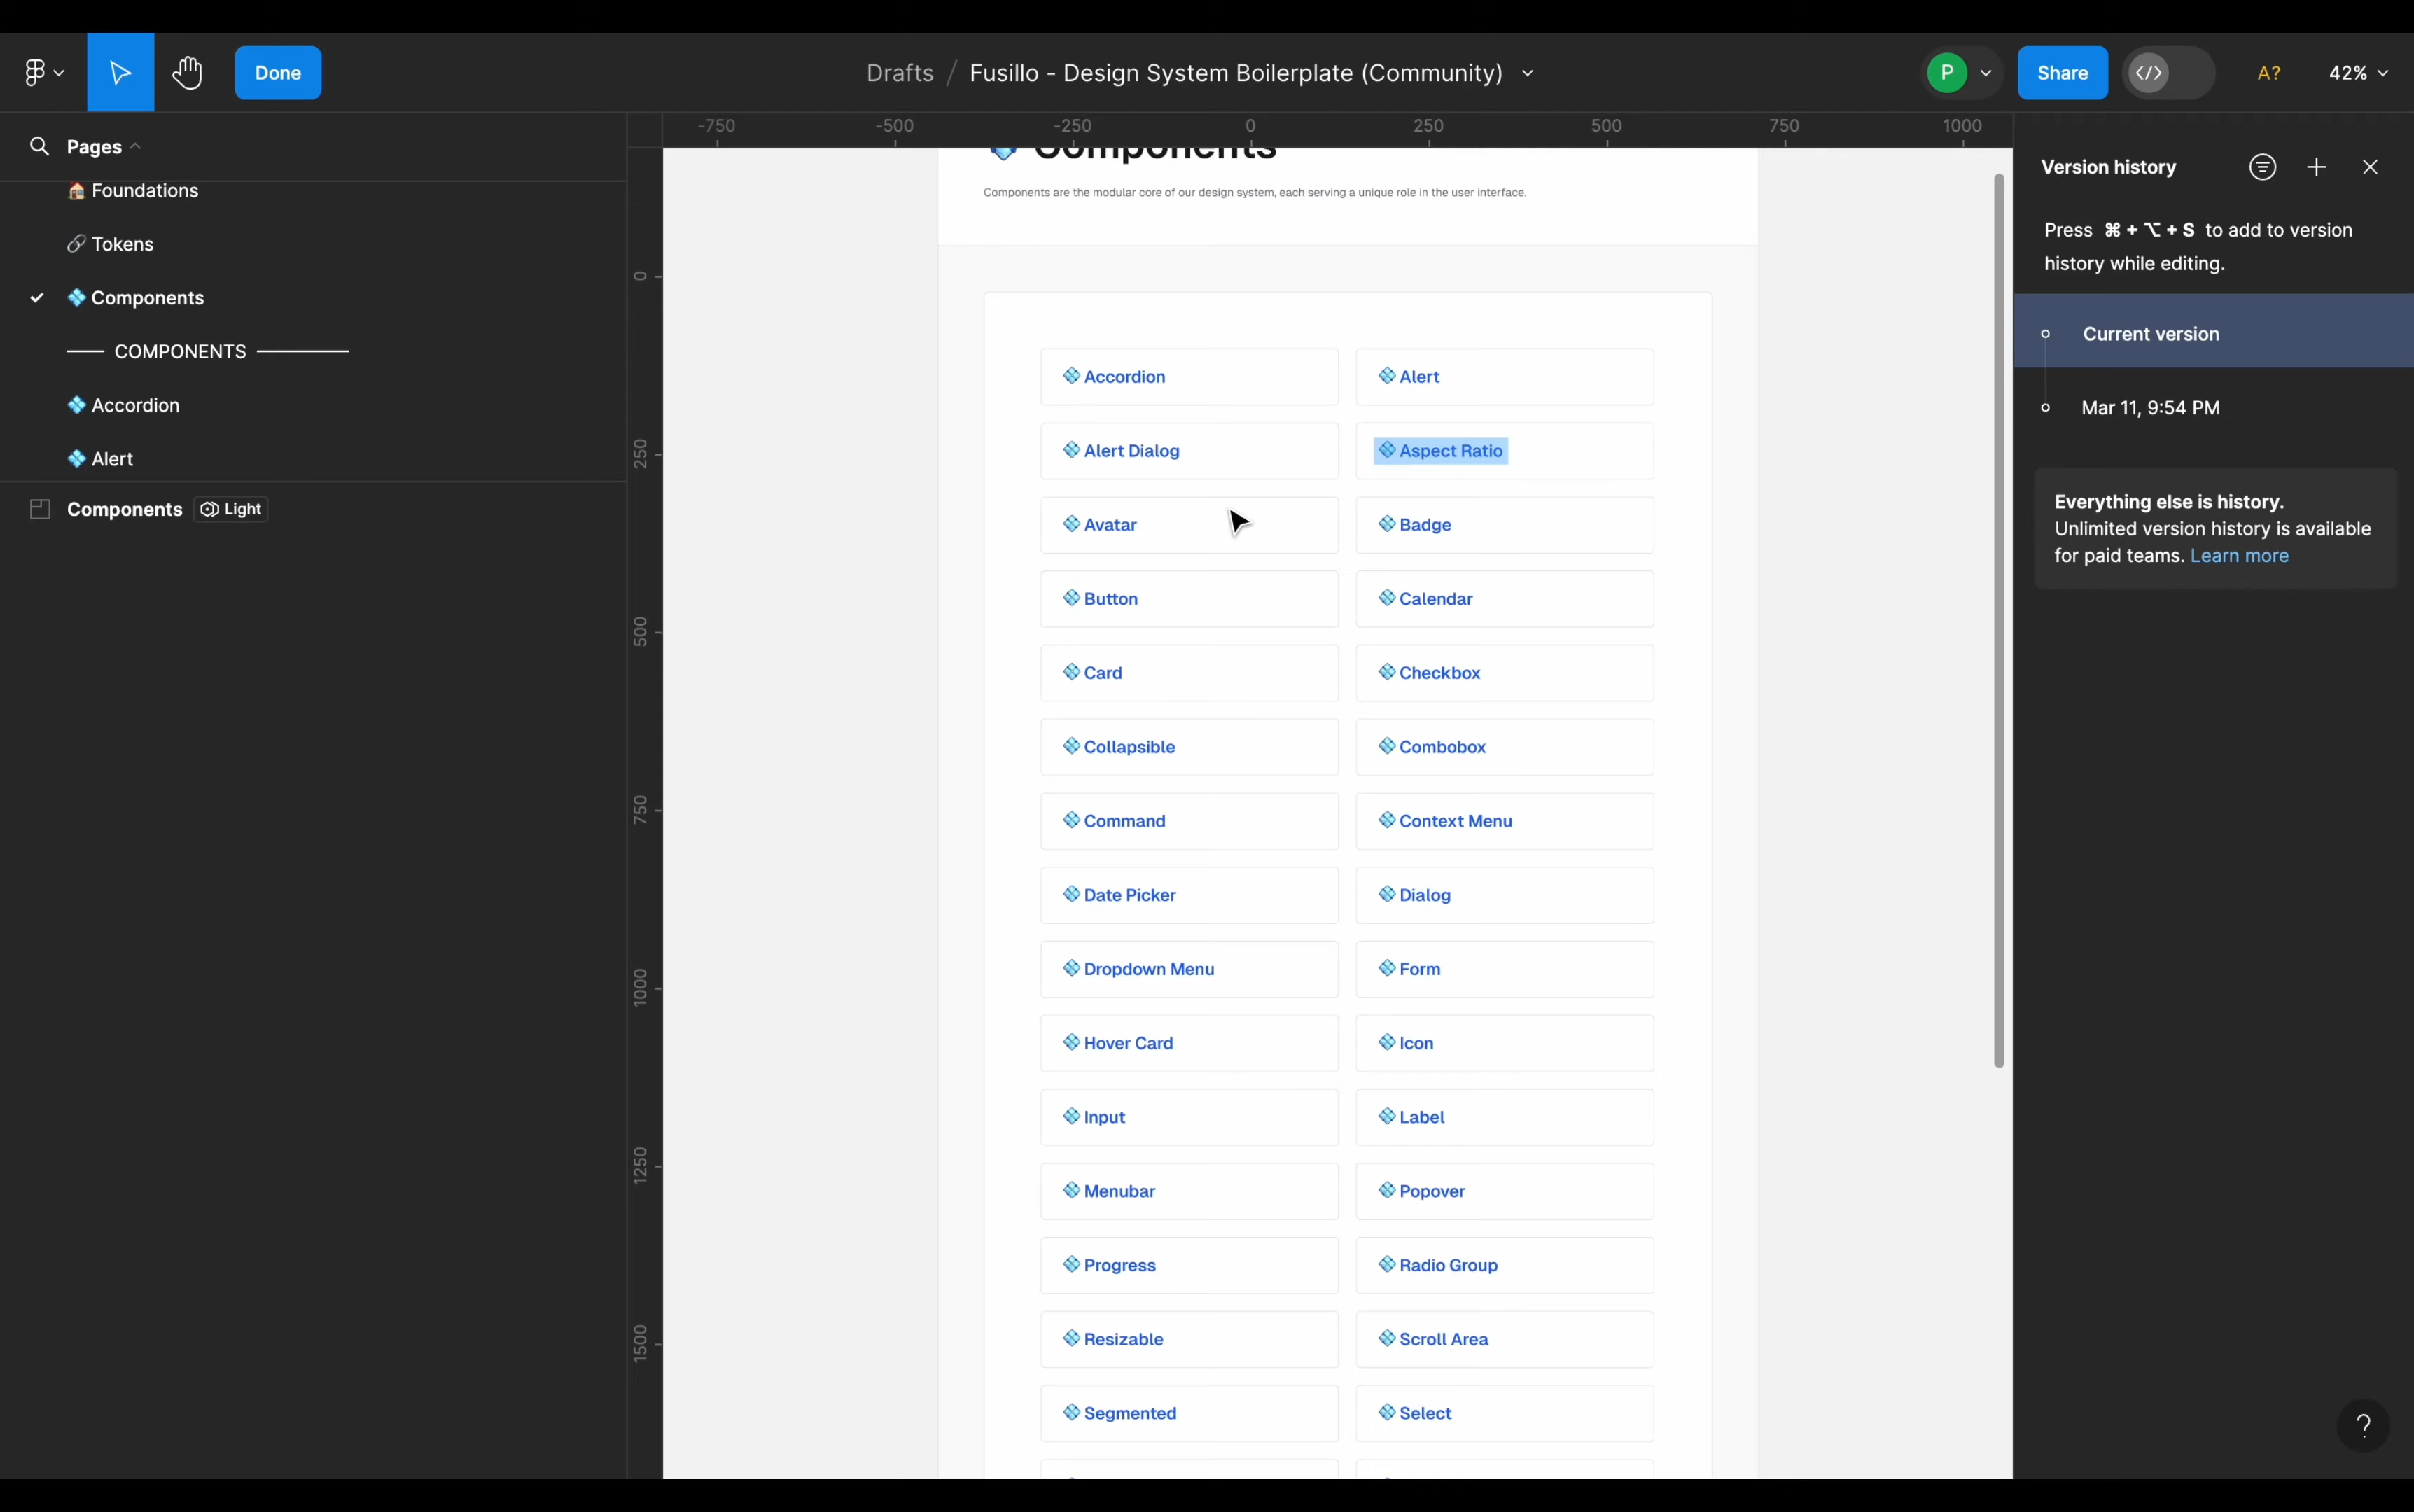 Done
Drafts / Fusillo - Design System Boilerplate (Community)
P
Share
A?
42%
Pages
Foundations
Tokens
Components
COMPONENTS
Accordion
Alert
Components
Light
-750 -500 -250 0 250 500 750 1000
0
250
500
750
1000
1250
1500
Components
Components are the modular core of our design system, each serving a unique role in the user interface.
Accordion
Alert
Alert Dialog
Aspect Ratio
Avatar
Badge
Button
Calendar
Card
Checkbox
Collapsible
Combobox
Command
Context Menu
Date Picker
Dialog
Dropdown Menu
Form
Hover Card
Icon
Input
Label
Menubar
Popover
Progress
Radio Group
Resizable
Scroll Area
Segmented
Select
Version history
Press ⌘ + ⌥ + S to add to version
history while editing.
Current version
Mar 11, 9:54 PM
Everything else is history.
Unlimited version history is available
for paid teams. Learn more
?